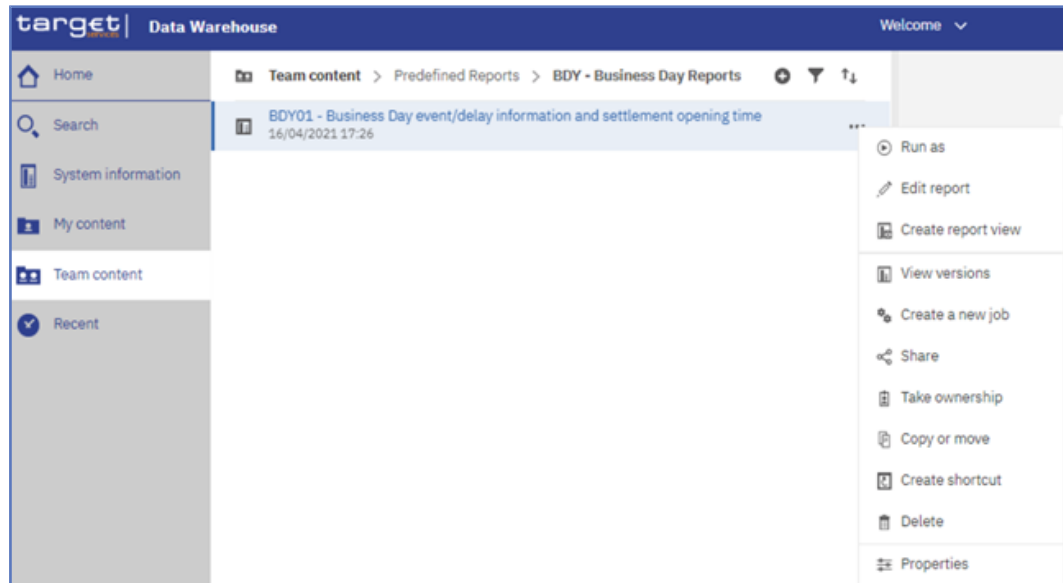 target| Data Warehouse
services
Welcome
Home
Search
System information
My content
Team content
Recent
Team content > Predefined Reports > BDY - Business Day Reports
BDY01 - Business Day event/delay information and settlement opening time
16/04/2021 17:26
...
Run as
Edit report
Create report view
View versions
Create a new job
Share
Take ownership
Copy or move
Create shortcut
Delete
Properties